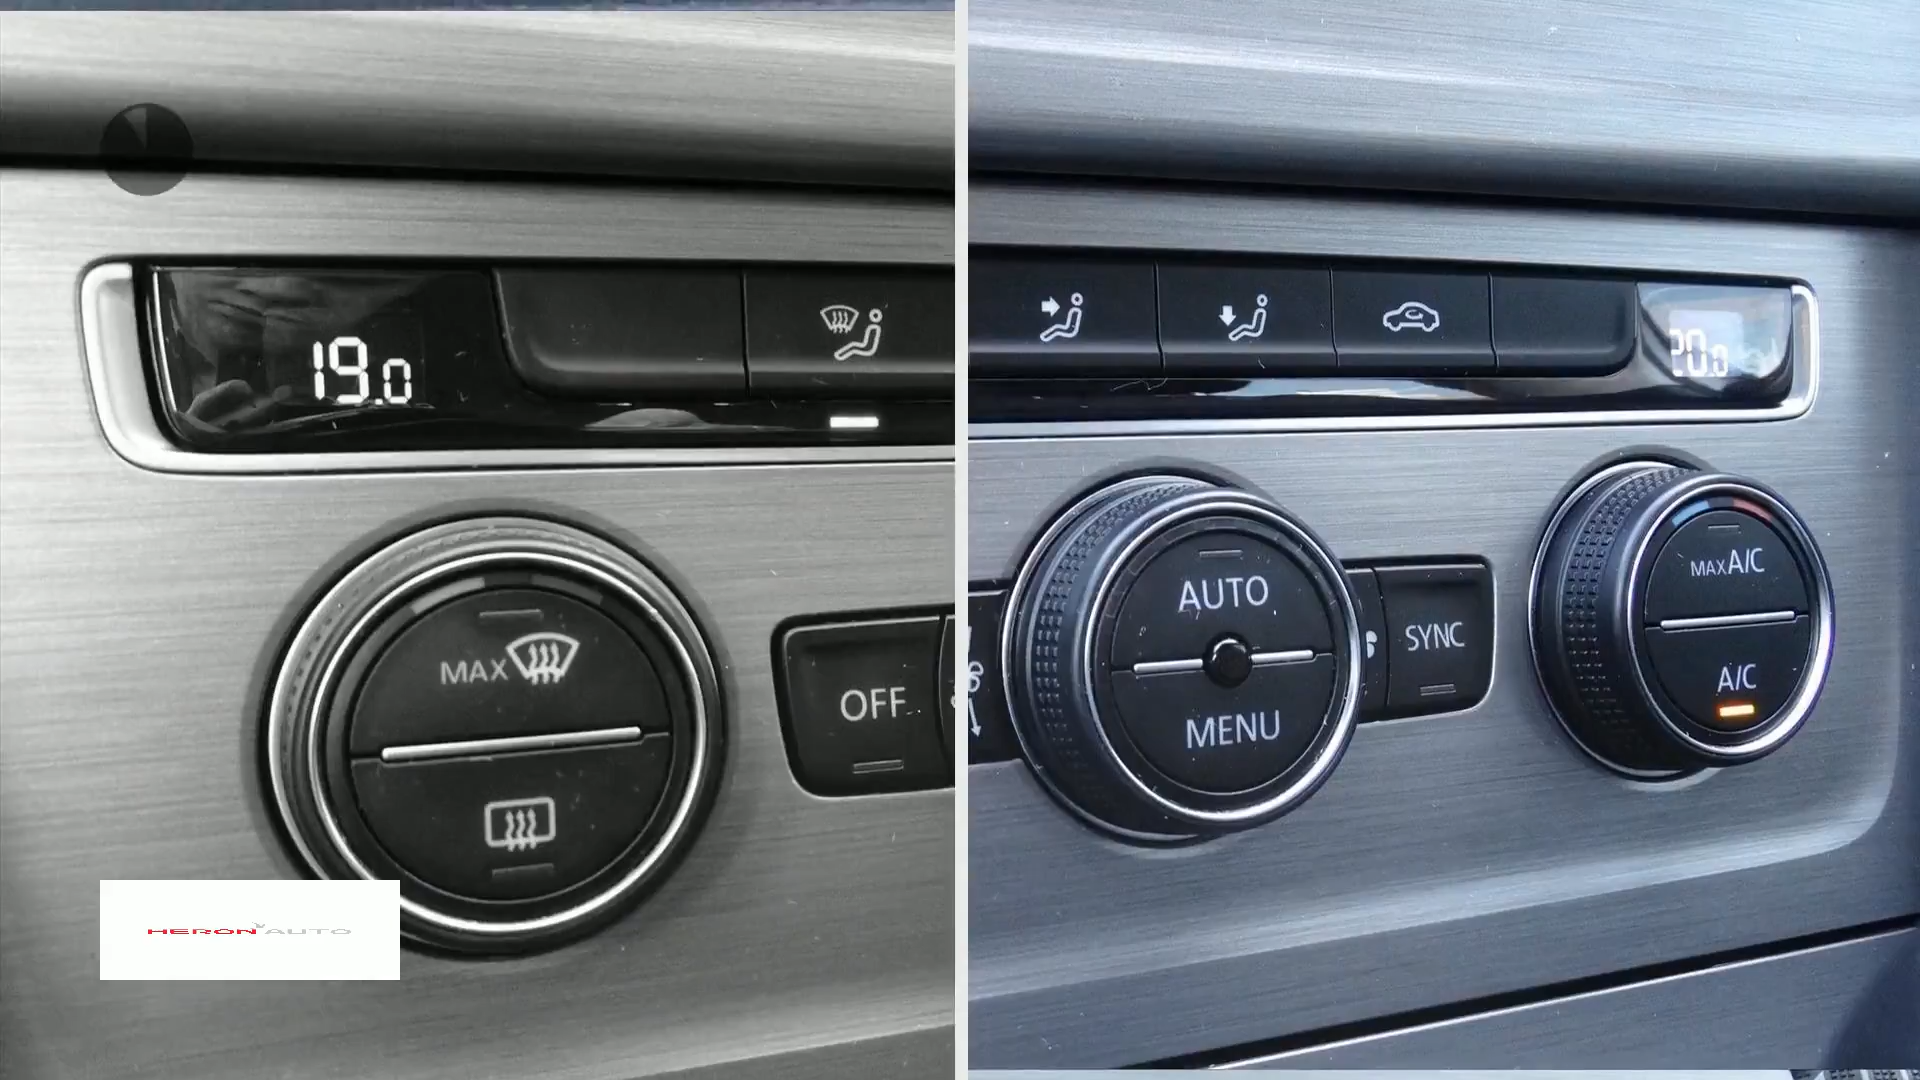 19.0
MAX
OFF
HERON AUTO
20.0
AUTO
MENU
SYNC
MAX A/C
A/C